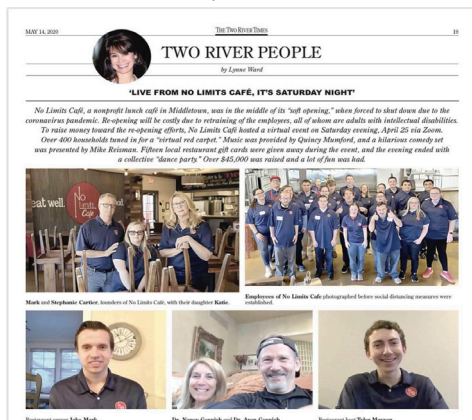 MAY 14, 2020
THE TWO RIVER TIMES
19
TWO RIVER PEOPLE
by Lynne Ward
'LIVE FROM NO LIMITS CAFÉ, IT'S SATURDAY NIGHT'
No Limits Café, a nonprofit lunch café in Middletown, was in the middle of its "soft opening," when forced to shut down due to the
coronavirus pandemic. Re-opening will be costly due to retraining of the employees, all of whom are adults with intellectual disabilities.
To raise money toward the re-opening efforts, No Limits Café hosted a virtual event on Saturday evening, April 25 via Zoom.
Over 400 households tuned in for a "virtual red carpet." Music was provided by Quincy Mumford, and a hilarious comedy set
was presented by Mike Reisman. Fifteen local restaurant gift cards were given away during the event, and the evening ended with
a collective "dance party." Over $45,000 was raised and a lot of fun was had.
eat well.
No
Limits
Cafe
Mark and Stephanie Cartier, founders of No Limits Café, with their daughter Katie.
Employees of No Limits Cafe photographed before social distancing measures were
established.